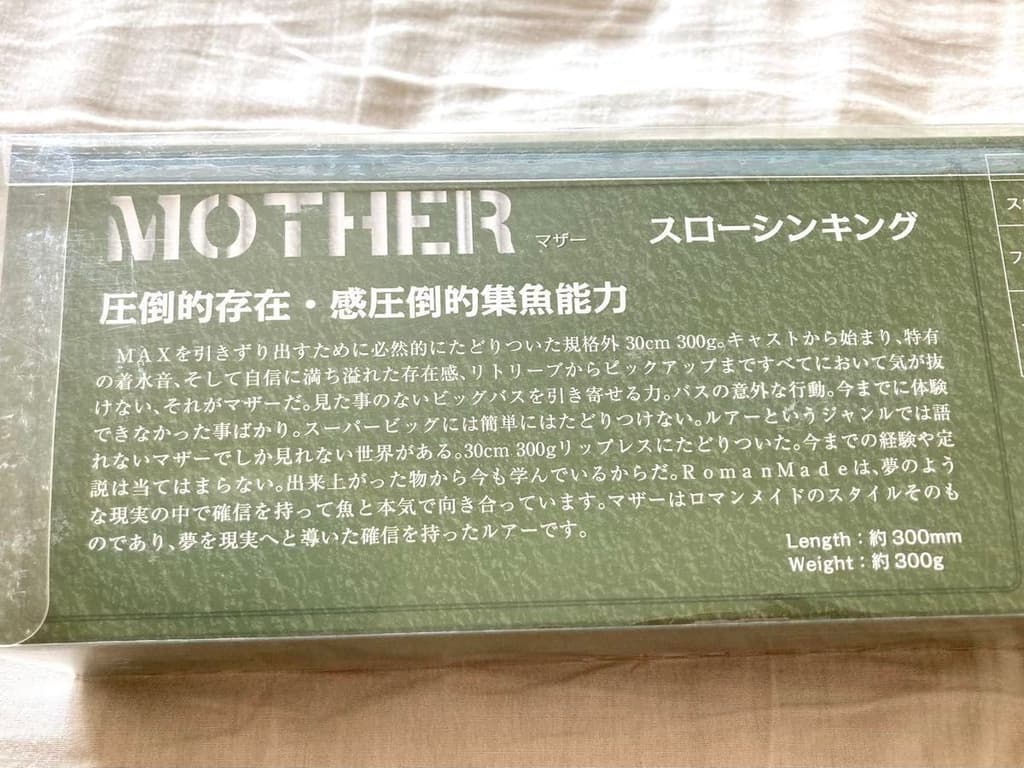 MOTHER マザー スローシンキング
圧倒的存在・感圧倒的集魚能力
MAXを引きずり出すために必然的にたどりついた規格外 30cm 300g。キャストから始まり、特有
の着水音、そして自信に満ち溢れた存在感、リトリーブからピックアップまですべてにおいて気が抜
けない、それがマザーだ。見た事のないビッグバスを引き寄せる力。バスの意外な行動。今までに体験
できなかった事ばかり。スーパービッグには簡単にはたどりつけない。ルアーというジャンルでは語
れないマザーでしか見れない世界がある。30cm 300gリップレスにたどりついた。今までの経験や定
説は当てはまらない。出来上がった物から今も学んでいるからだ。RomanMadeは、夢のよう
な現実の中で確信を持って魚と本気で向き合っています。マザーはロマンメイドのスタイルそのも
のであり、夢を現実へと導いた確信を持ったルアーです。
Length：約300mm
Weight：約300g